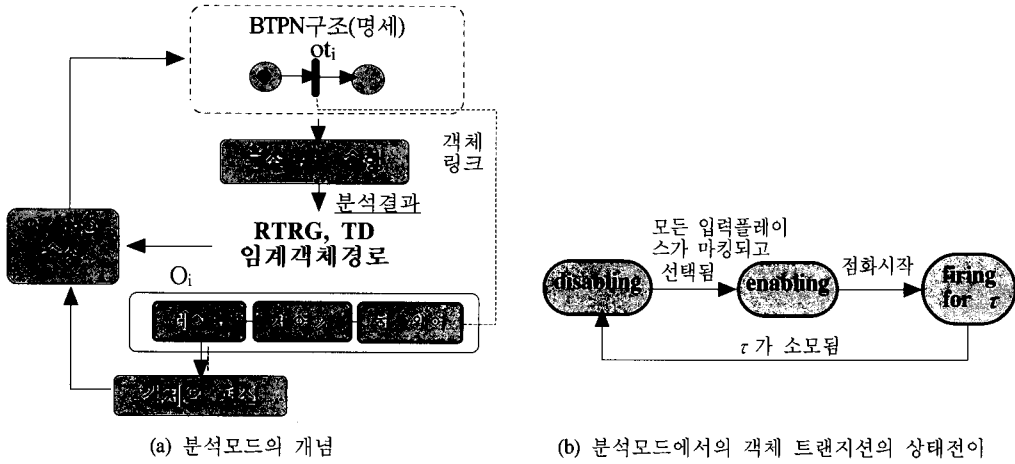 BTPN구조(명세)
ot_i
객체
링크
분석결과
RTRG, TD
임계객체경로
O_i
(a) 분석모드의 개념
모든 입력플레이
스가 마킹되고
선택됨
점화시작
disabling
enabling
firing
for τ
τ가 소모됨
(b) 분석모드에서의 객체 트랜지션의 상태전이